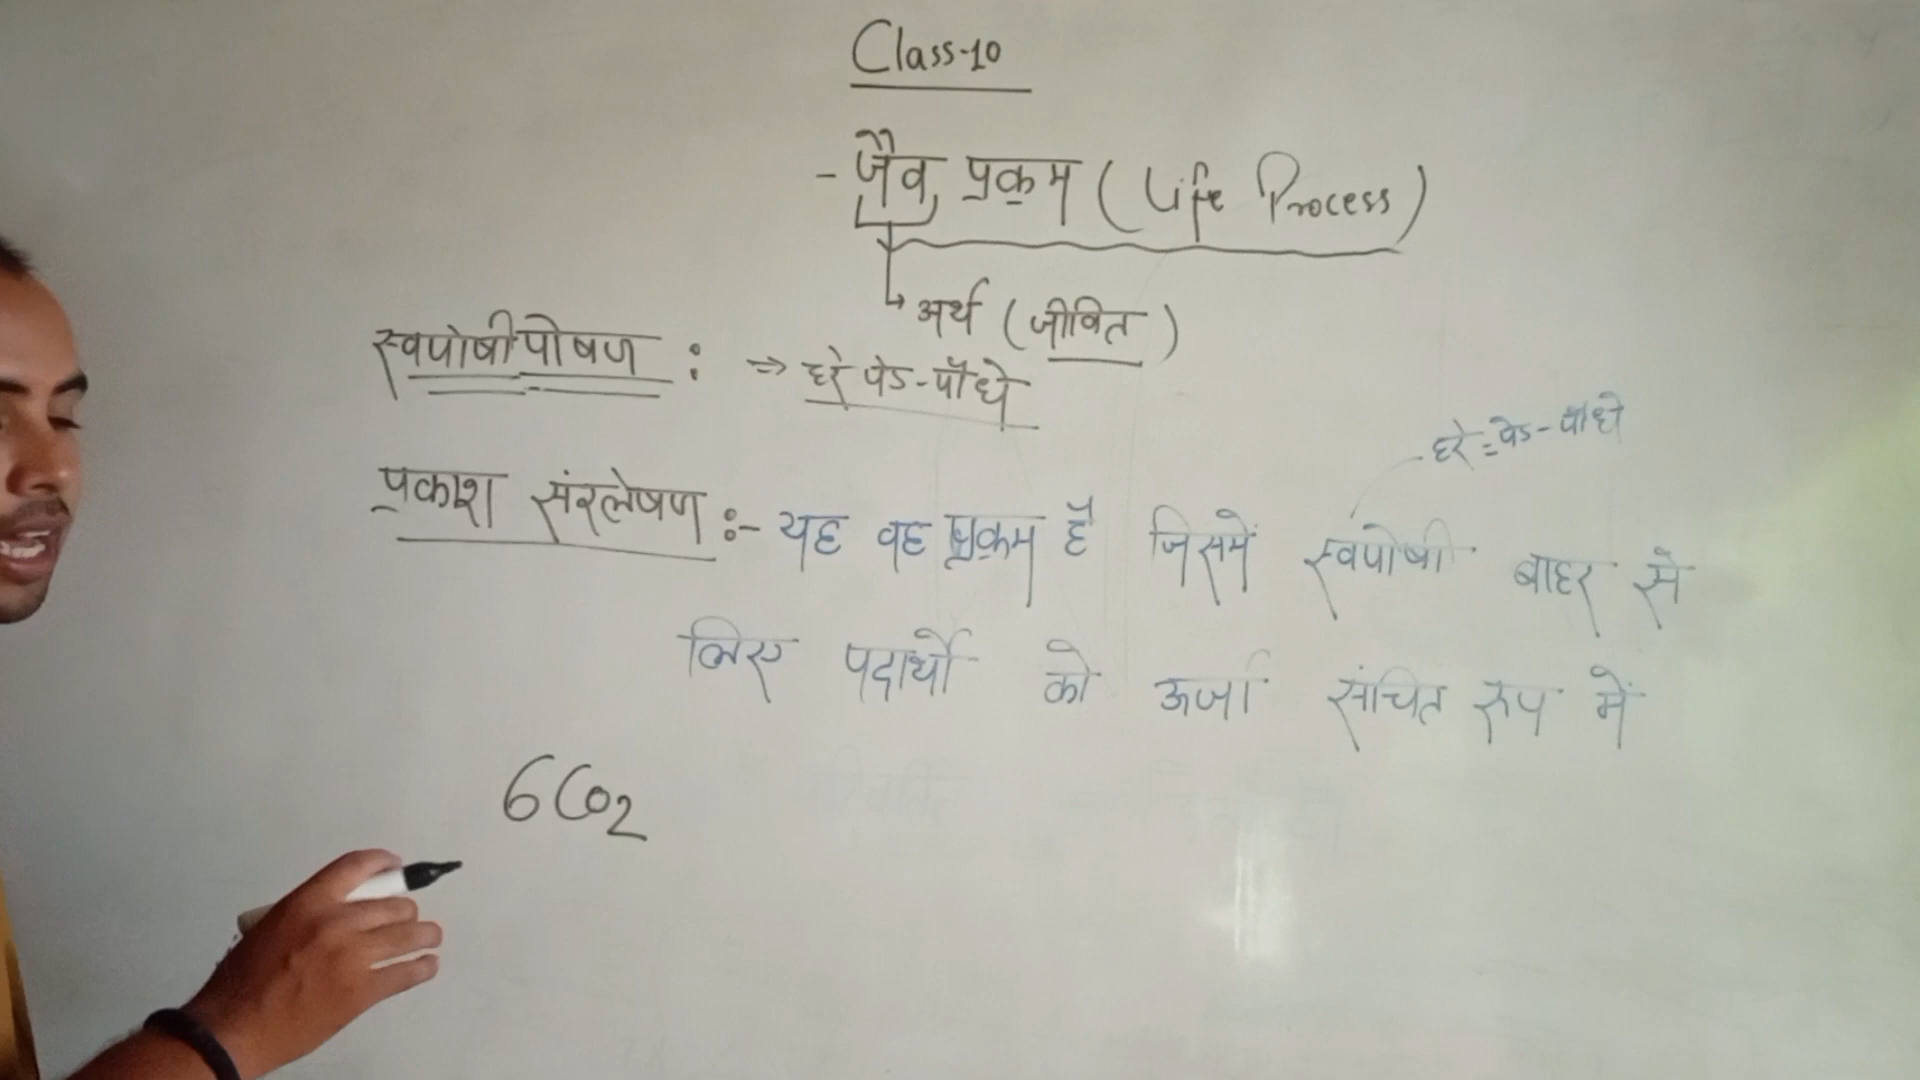 Class-10
- जैव प्रक्रम ( Life Process )
अर्थ ( जीवित )
स्वपोषी पोषण : ⇒ हरे पेड-पौधे
हरे पेड-पौधे
प्रकाश संश्लेषण :- यह वह प्रक्रम है जिसमें स्वपोषी बाहर से
लिए पदार्थों को ऊर्जा संचित रूप में
6CO2